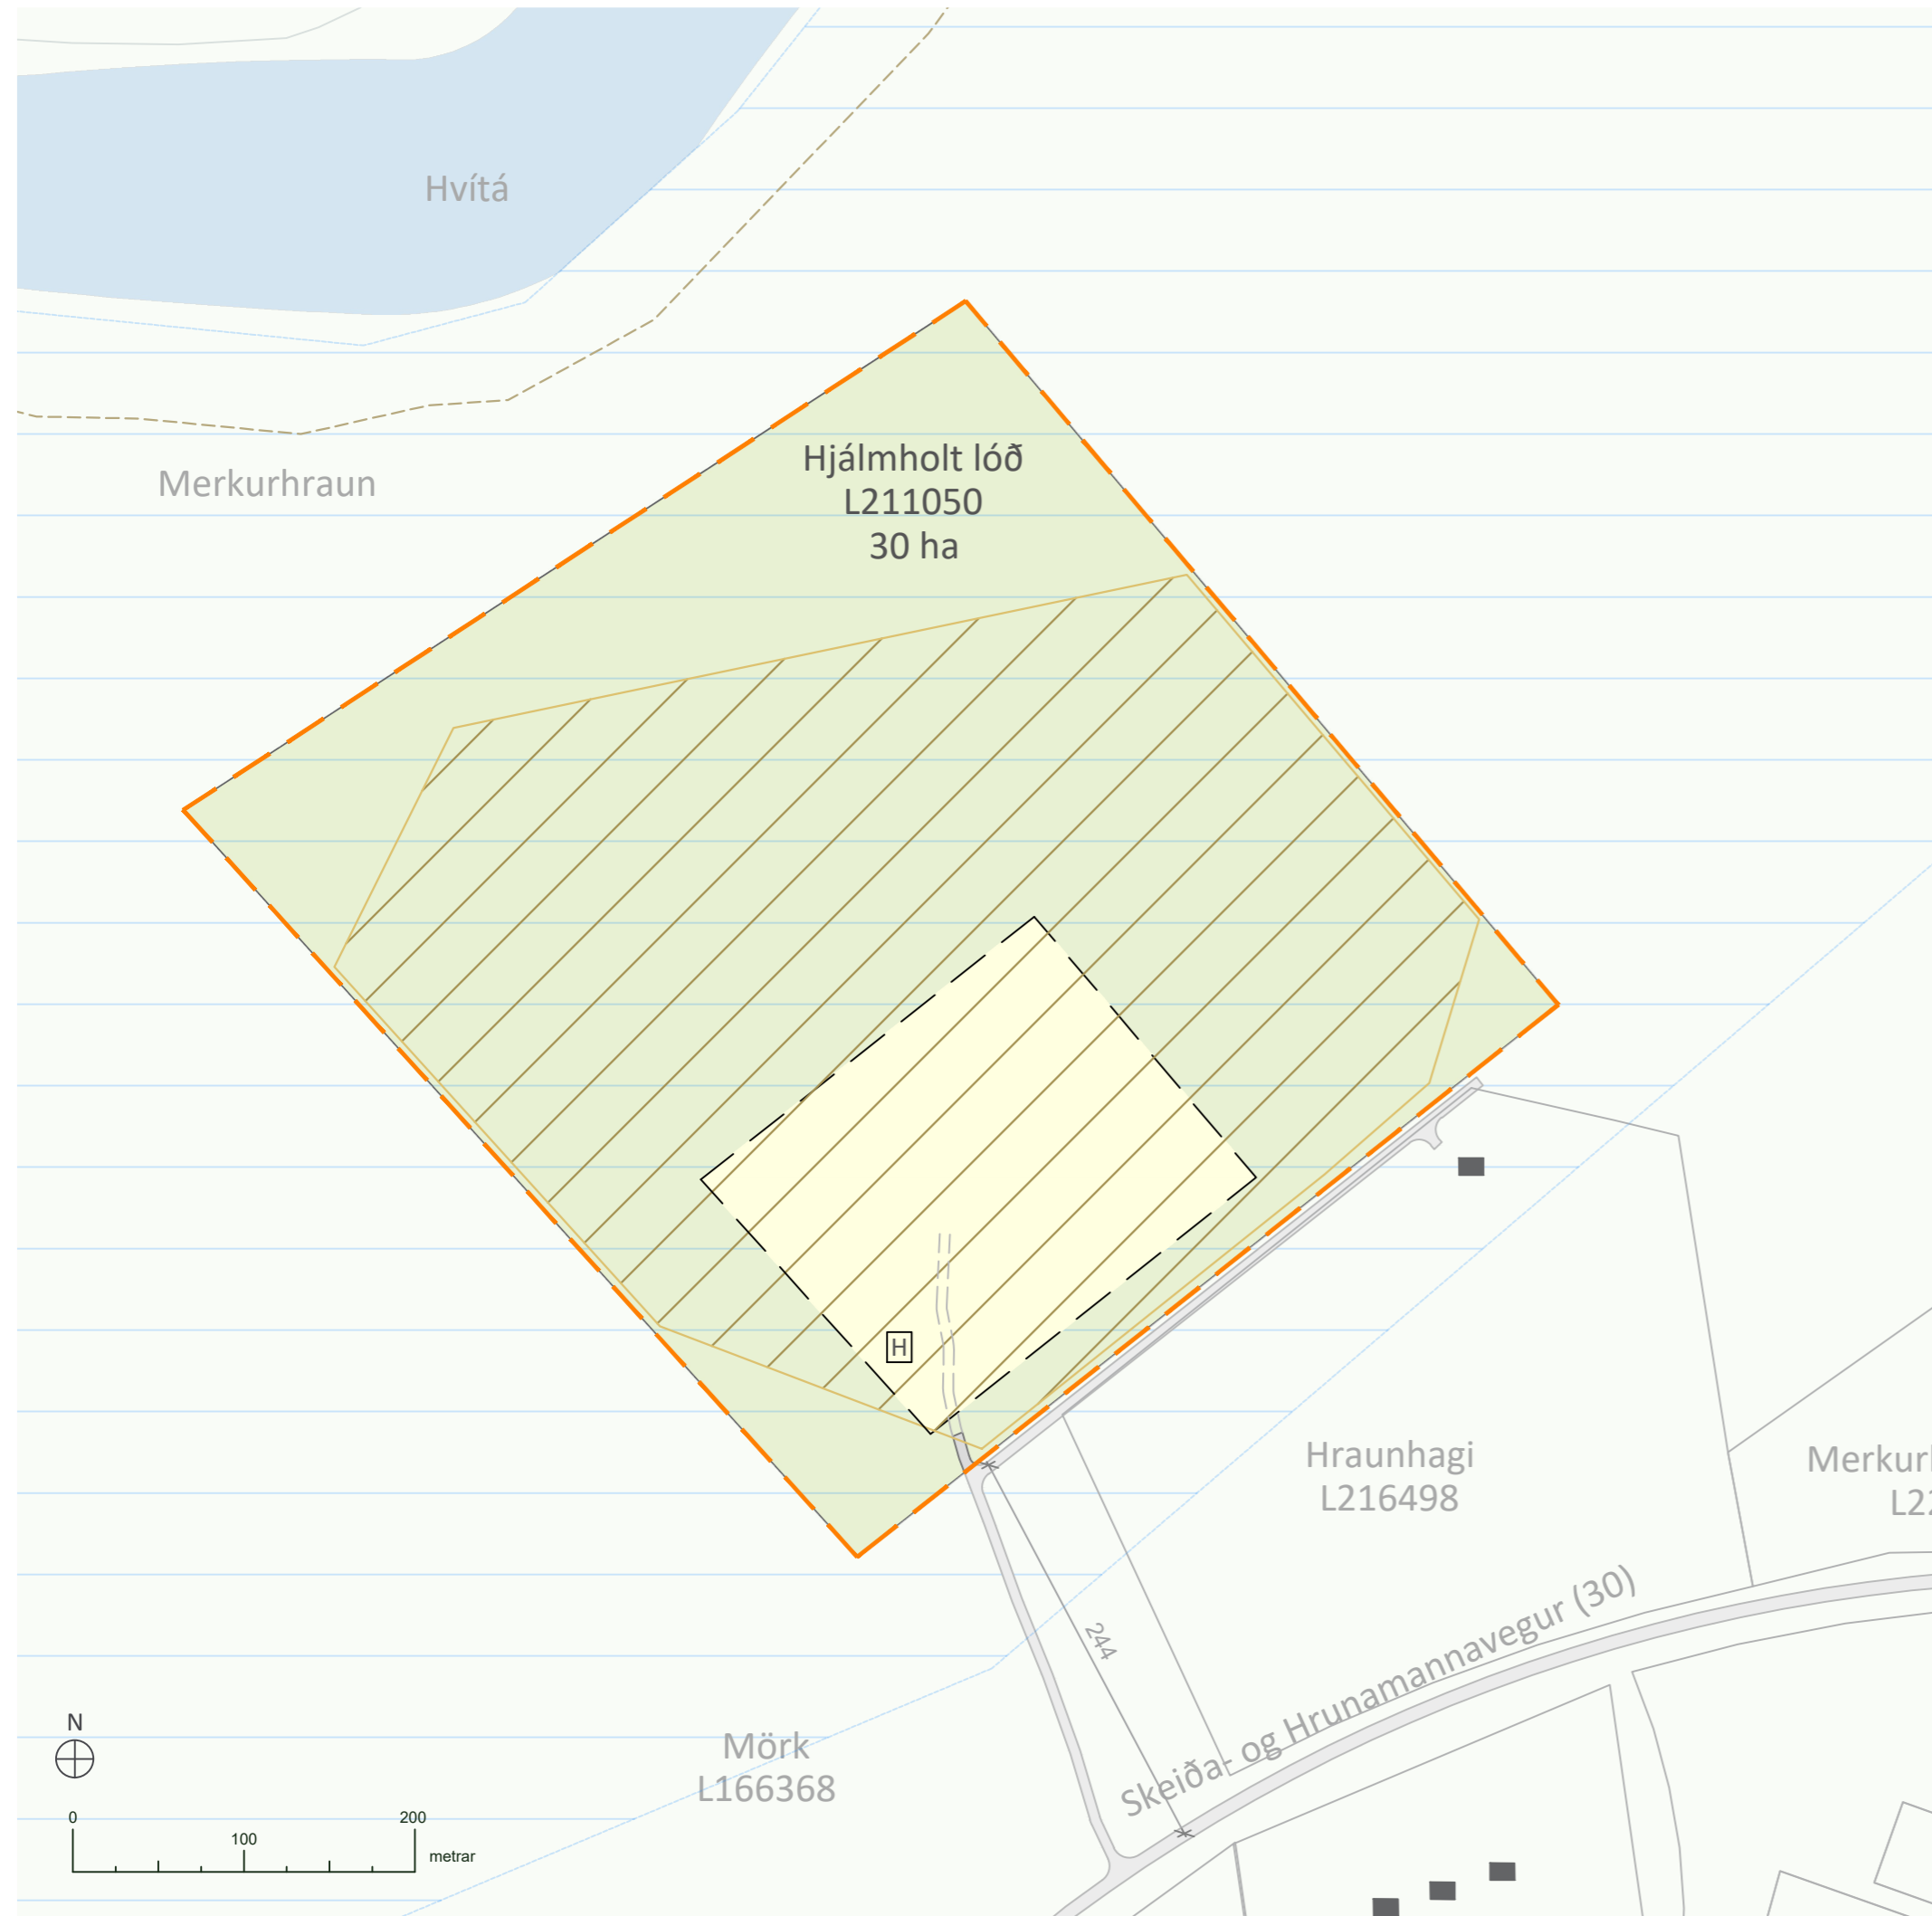 Hvítá
Merkurhraun
Hjálmholt lóð
L211050
30 ha
H
Hraunhagi
L216498
244
Skeiða- og Hrunamannavegur (30)
Mörk
L166368
N
0
100
200
metrar